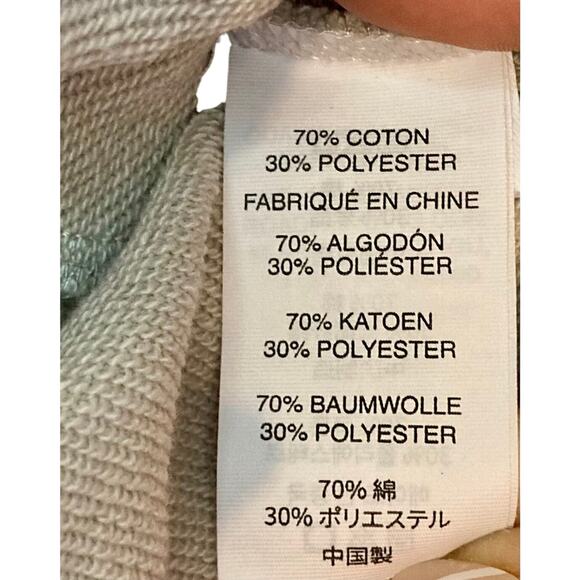 70% COTON
30% POLYESTER
FABRIQUÉ EN CHINE
70% ALGODÓN
30% POLIÉSTER
70% KATOEN
30% POLYESTER
70% BAUMWOLLE
30% POLYESTER
70% 綿
30% ポリエステル
中国製